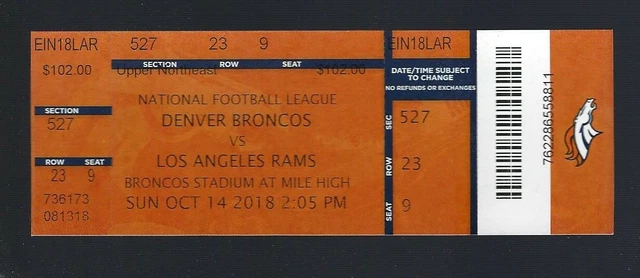 EIN18LAR 527 23 9 EIN18LAR
$102.00 SECTION ROW SEAT
Upper Northeast $102.00
SECTION
527
ROW SEAT
23 9
736173
081318
NATIONAL FOOTBALL LEAGUE
DENVER BRONCOS
VS
LOS ANGELES RAMS
BRONCOS STADIUM AT MILE HIGH
SUN OCT 14 2018 2:05 PM
DATE/TIME SUBJECT
TO CHANGE
NO REFUNDS OR EXCHANGES
SEC 527
ROW 23
SEAT 9
762286558811